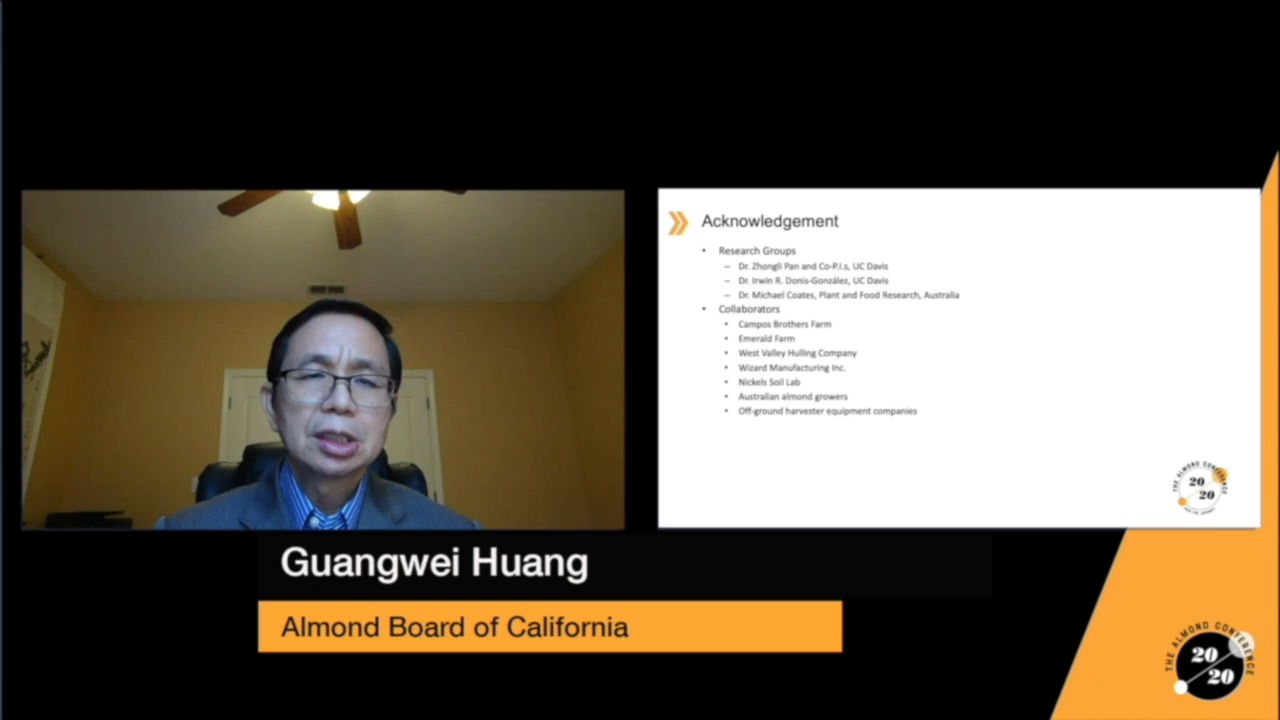 Acknowledgement
• Research Groups
– Dr. Zhongli Pan and Co-P.I.s, UC Davis
– Dr. Irwin R. Donis-González, UC Davis
– Dr. Michael Coates, Plant and Food Research, Australia
• Collaborators
• Campos Brothers Farm
• Emerald Farm
• West Valley Hulling Company
• Wizard Manufacturing Inc.
• Nickels Soil Lab
• Australian almond growers
• Off-ground harvester equipment companies
THE ALMOND CONFERENCE
20
20
Guangwei Huang
Almond Board of California
THE ALMOND CONFERENCE
20
20